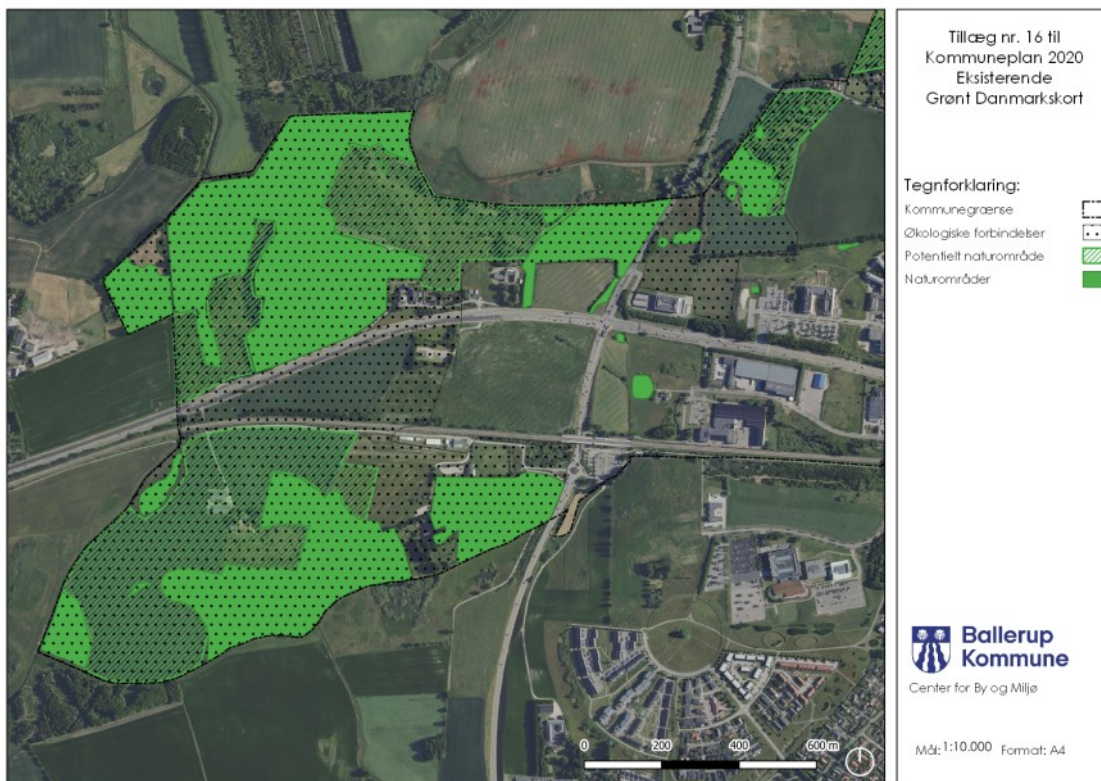 Tillæg nr. 16 til
Kommuneplan 2020
Eksisterende
Grønt Danmarkskort
Tegnforklaring:
Kommunegrænse
Økologiske forbindelser
Potentielt naturområde
Naturområder
Ballerup
Kommune
Center for By og Miljø
0 200 400 600 m
Mål: 1:10.000 Format: A4